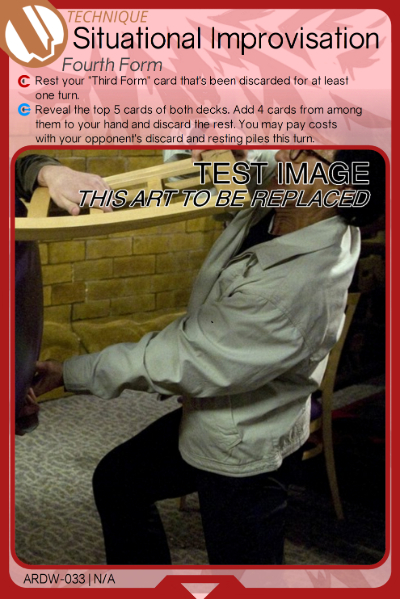 TECHNIQUE
Situational Improvisation
Fourth Form
C Rest your "Third Form" card that's been discarded for at least
one turn.
E Reveal the top 5 cards of both decks. Add 4 cards from among
them to your hand and discard the rest. You may pay costs
with your opponent's discard and resting piles this turn.
TEST IMAGE
THIS ART TO BE REPLACED
ARDW-033 | N/A